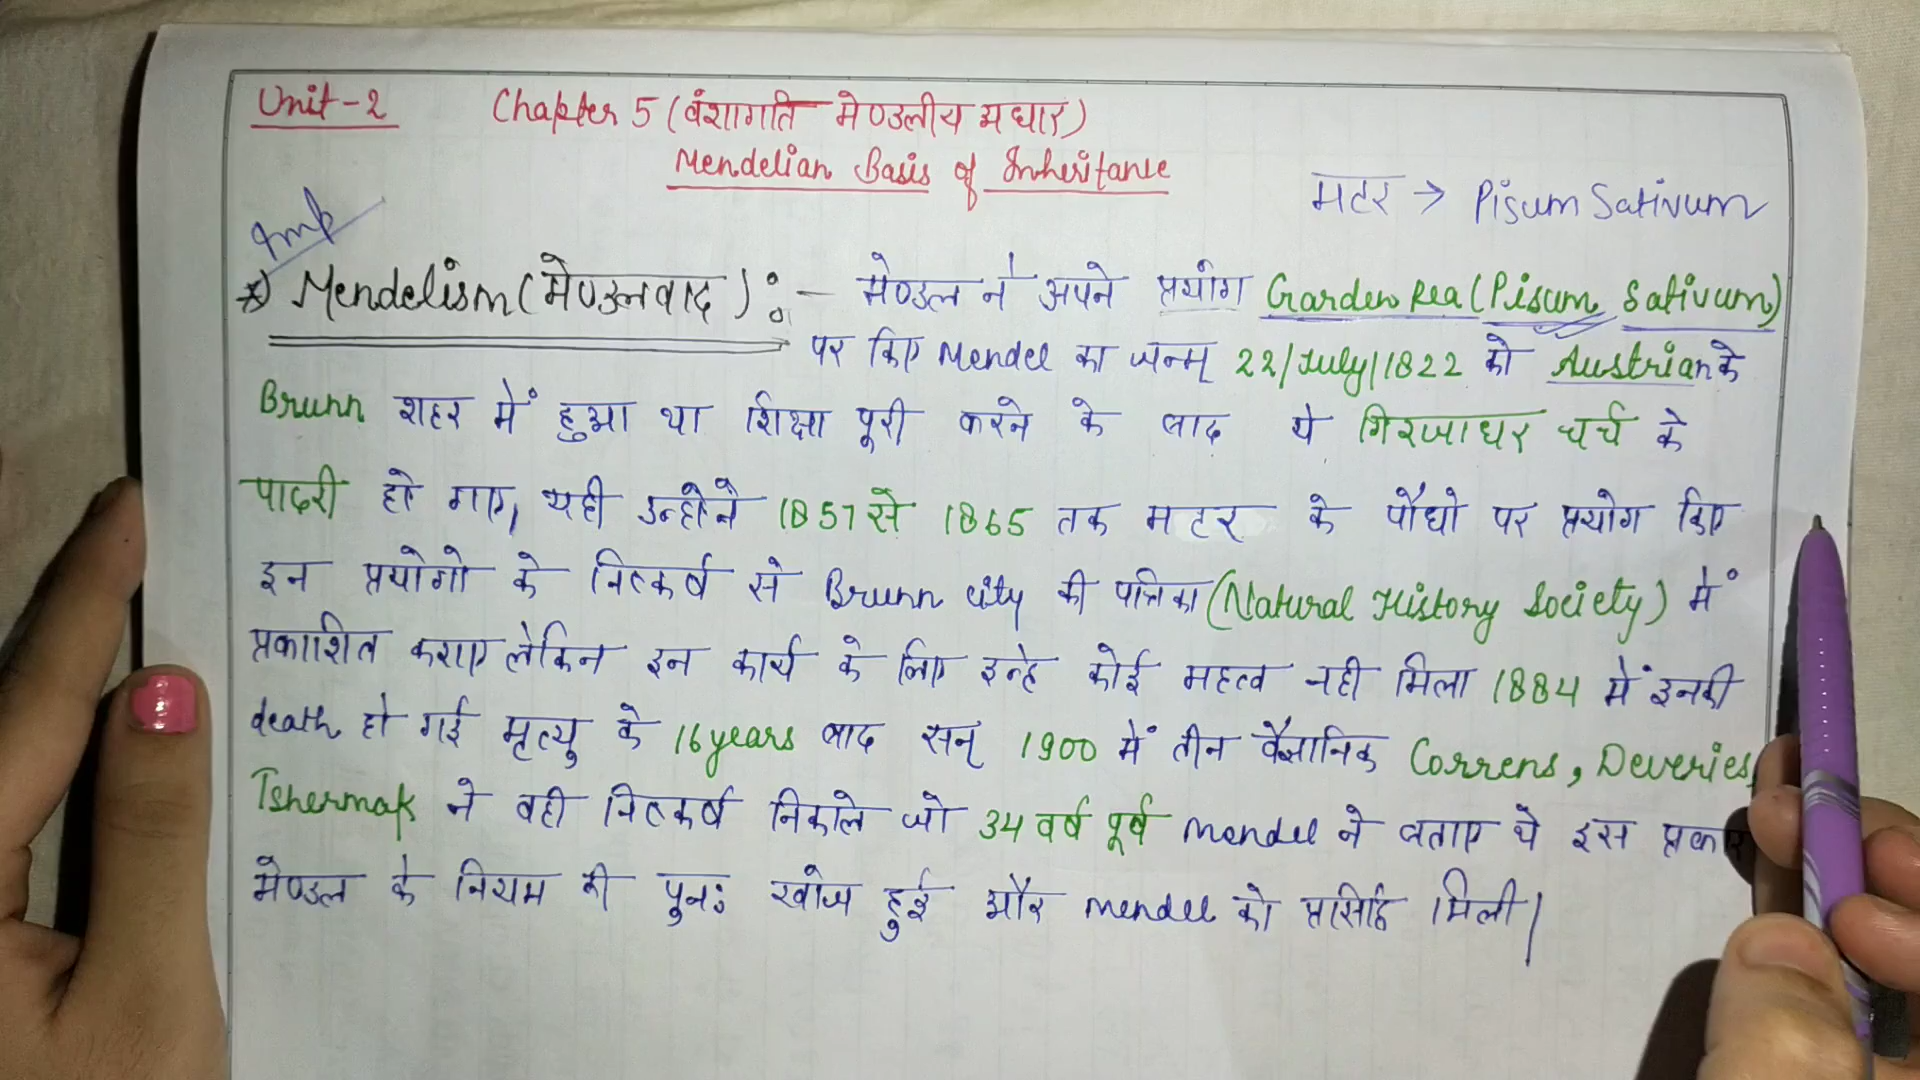 Unit-2 Chapter 5 (वंशागति मेण्डलीय मधार)
Mendelian Basis of Inheritance
मटर → Pisum Sativum
Imp
Mendelism (मेण्डलवाद) :- मेण्डल ने अपने प्रयोग Garden Pea (Pisum Sativum)
पर किए Mendel का जन्म 22/July/1822 को Austrian के
Brunn शहर में हुआ था शिक्षा पूरी करने के बाद ये गिरजाघर चर्च के
पादरी हो गए, यही उन्होने 1857 से 1865 तक मटर के पौधो पर प्रयोग किए
इन प्रयोगो के निष्कर्ष से Brunn city की पत्रिका (Natural History Society) में
प्रकाशित कराए लेकिन इन कार्य के लिए इन्हे कोई महत्व नही मिला 1884 में इनकी
death हो गई मृत्यु के 16 years बाद सन् 1900 में तीन वैज्ञानिक Correns, Deveries,
Tshermak ने वही निष्कर्ष निकाले जो 34 वर्ष पूर्व Mendel ने बताए थे इस प्रकार
मेण्डल के नियम की पुनः खोज हुई और Mendel को प्रसिद्धि मिली|